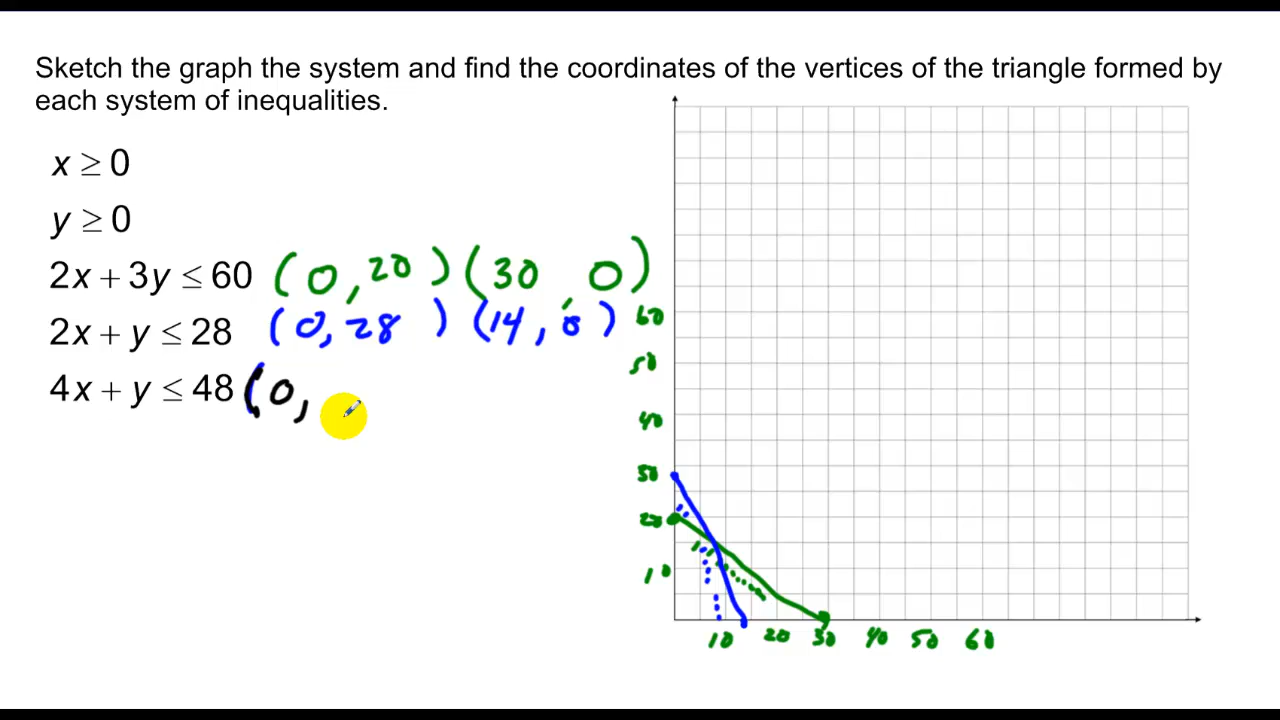 Sketch the graph the system and find the coordinates of the vertices of the triangle formed by
each system of inequalities.
x ≥ 0
y ≥ 0
2x + 3y ≤ 60 (0, 20) (30, 0)
2x + y ≤ 28 (0, 28) (14, 0)
4x + y ≤ 48 (0,
60
50
40
30
20
10
10 20 30 40 50 60